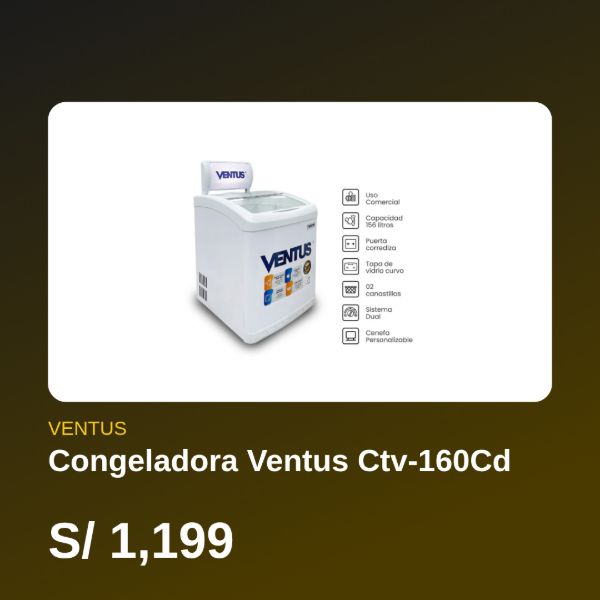 VENTUS
VENTUS
Uso
Comercial
Capacidad
156 litros
Puerta
corrediza
Tapa de
vidrio curvo
02
canastillas
Sistema
Dual
Cenefa
Personalizable
VENTUS
Congeladora Ventus Ctv-160Cd
S/ 1,199